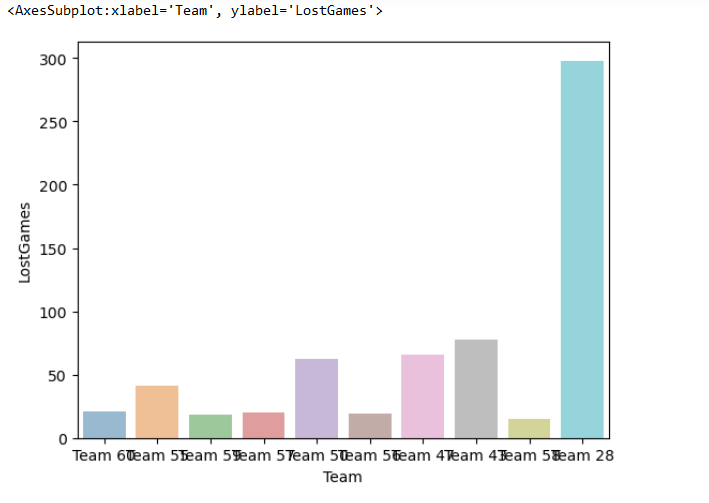 <AxesSubplot:xlabel='Team', ylabel='LostGames'>
300
250
200
150
100
50
0
LostGames
Team 60 Team 55 Team 59 Team 57 Team 50 Team 56 Team 47 Team 43 Team 58 Team 28
Team